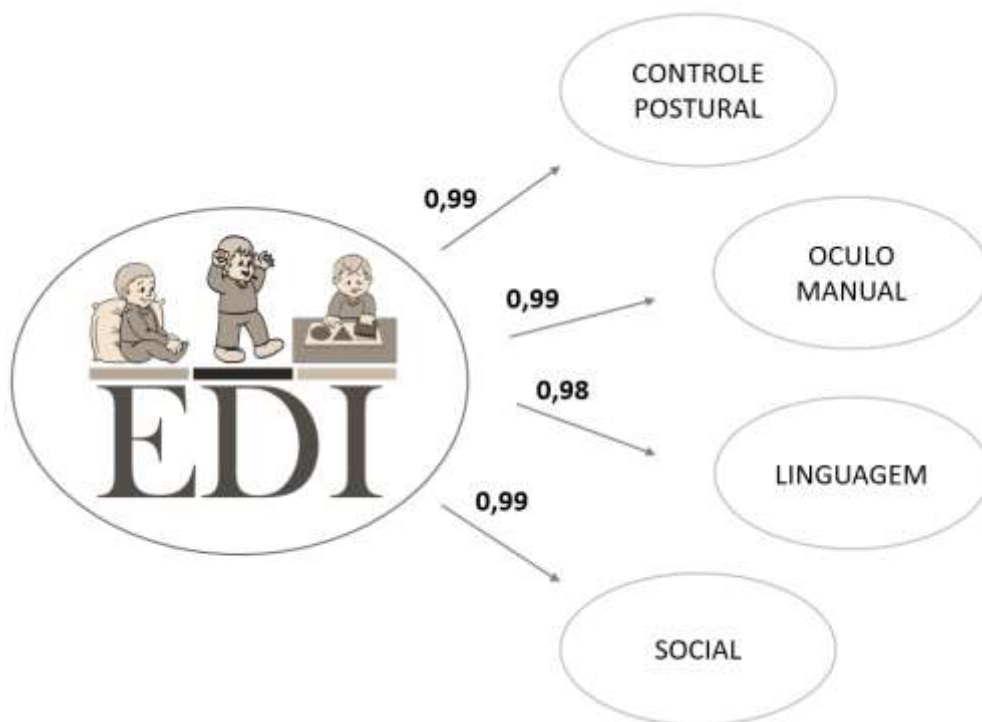 CONTROLE
POSTURAL
0,99
OCULO
MANUAL
0,99
EDI
0,98
LINGUAGEM
0,99
SOCIAL